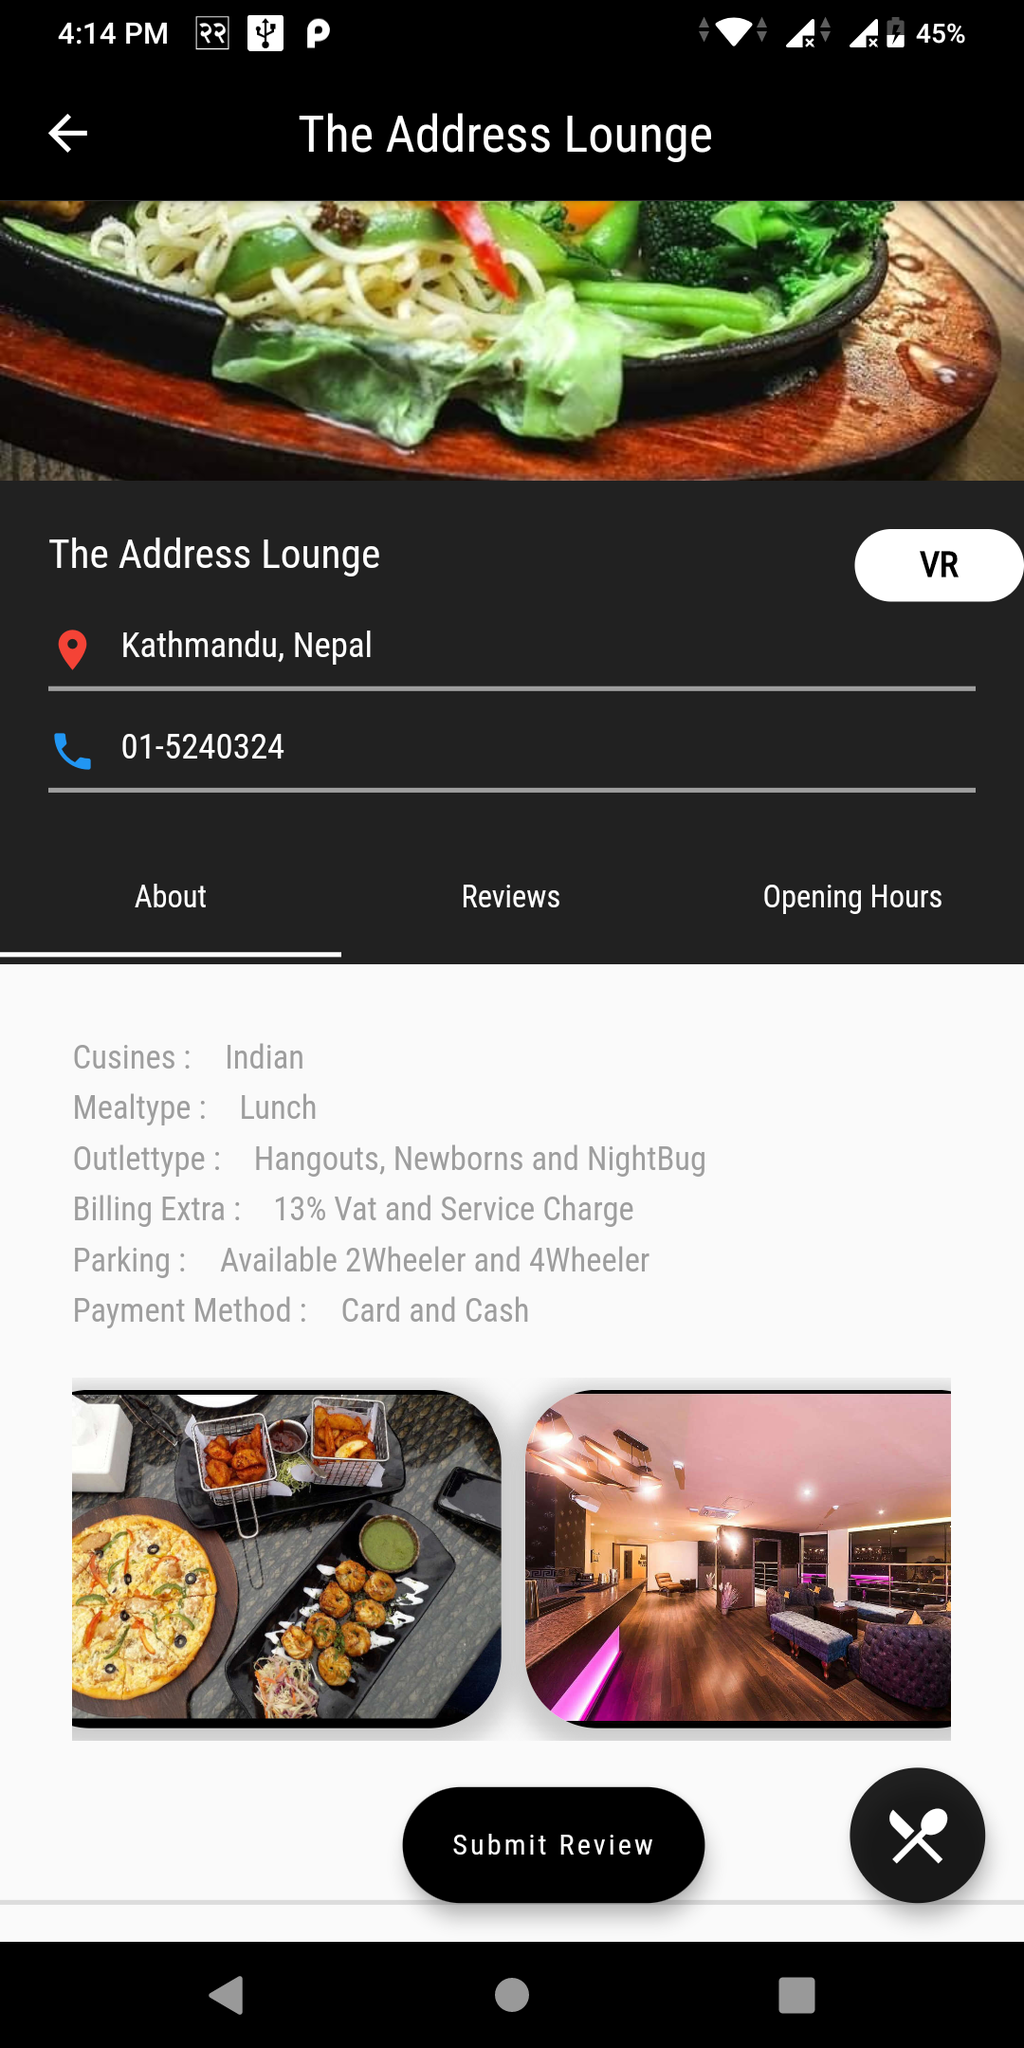 4:14 PM २२ 45%
The Address Lounge
The Address Lounge
VR
Kathmandu, Nepal
01-5240324
About Reviews Opening Hours
Cusines : Indian
Mealtype : Lunch
Outlettype : Hangouts, Newborns and NightBug
Billing Extra : 13% Vat and Service Charge
Parking : Available 2Wheeler and 4Wheeler
Payment Method : Card and Cash
Submit Review